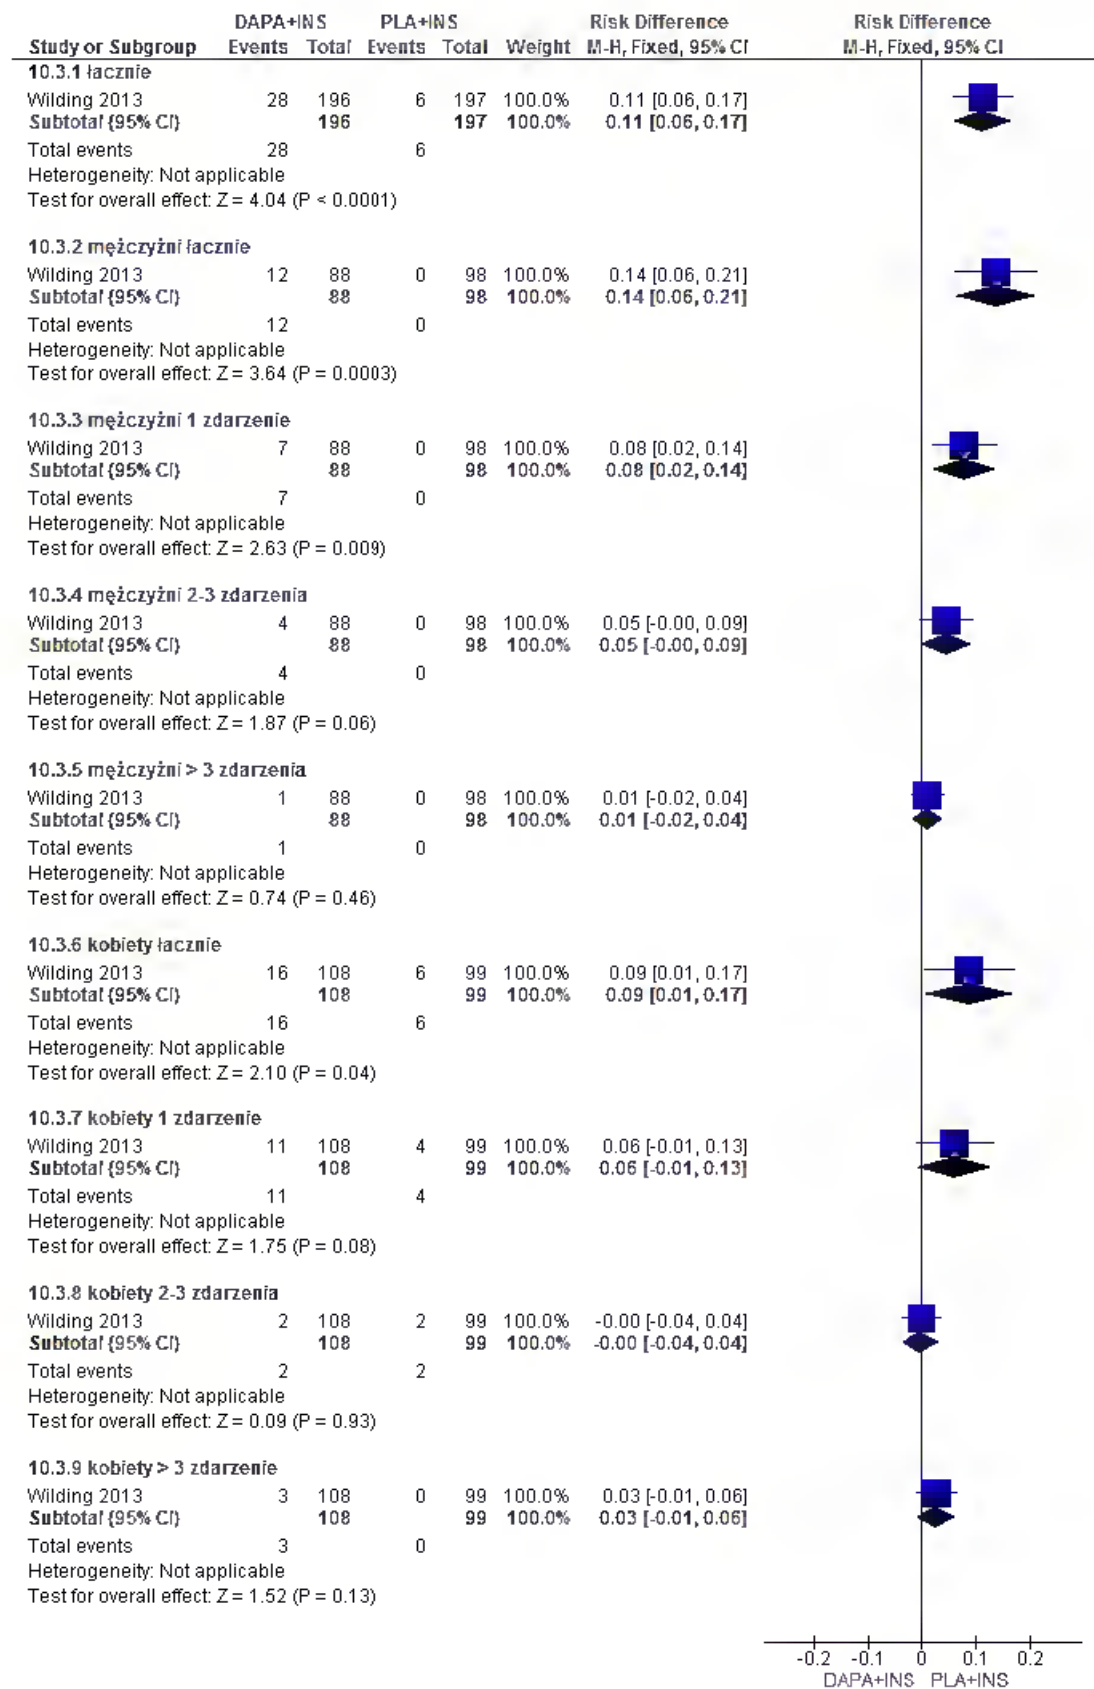 DAPA+INS PLA+INS Risk Difference Risk Difference
Study or Subgroup Events Total Events Total Weight M-H, Fixed, 95% CI M-H, Fixed, 95% CI
10.3.1 łacznie
Wilding 2013 28 196 6 197 100.0% 0.11 [0.06, 0.17]
Subtotal (95% CI) 196 197 100.0% 0.11 [0.06, 0.17]
Total events 28 6
Heterogeneity: Not applicable
Test for overall effect: Z = 4.04 (P < 0.0001)
10.3.2 mężczyżni łacznie
Wilding 2013 12 88 0 98 100.0% 0.14 [0.06, 0.21]
Subtotal (95% CI) 88 98 100.0% 0.14 [0.06, 0.21]
Total events 12 0
Heterogeneity: Not applicable
Test for overall effect: Z = 3.64 (P = 0.0003)
10.3.3 mężczyżni 1 zdarzenie
Wilding 2013 7 88 0 98 100.0% 0.08 [0.02, 0.14]
Subtotal (95% CI) 88 98 100.0% 0.08 [0.02, 0.14]
Total events 7 0
Heterogeneity: Not applicable
Test for overall effect: Z = 2.63 (P = 0.009)
10.3.4 mężczyżni 2-3 zdarzenia
Wilding 2013 4 88 0 98 100.0% 0.05 [-0.00, 0.09]
Subtotal (95% CI) 88 98 100.0% 0.05 [-0.00, 0.09]
Total events 4 0
Heterogeneity: Not applicable
Test for overall effect: Z = 1.87 (P = 0.06)
10.3.5 mężczyżni > 3 zdarzenia
Wilding 2013 1 88 0 98 100.0% 0.01 [-0.02, 0.04]
Subtotal (95% CI) 88 98 100.0% 0.01 [-0.02, 0.04]
Total events 1 0
Heterogeneity: Not applicable
Test for overall effect: Z = 0.74 (P = 0.46)
10.3.6 kobiety łacznie
Wilding 2013 16 108 6 99 100.0% 0.09 [0.01, 0.17]
Subtotal (95% CI) 108 99 100.0% 0.09 [0.01, 0.17]
Total events 16 6
Heterogeneity: Not applicable
Test for overall effect: Z = 2.10 (P = 0.04)
10.3.7 kobiety 1 zdarzenie
Wilding 2013 11 108 4 99 100.0% 0.06 [-0.01, 0.13]
Subtotal (95% CI) 108 99 100.0% 0.06 [-0.01, 0.13]
Total events 11 4
Heterogeneity: Not applicable
Test for overall effect: Z = 1.75 (P = 0.08)
10.3.8 kobiety 2-3 zdarzenia
Wilding 2013 2 108 2 99 100.0% -0.00 [-0.04, 0.04]
Subtotal (95% CI) 108 99 100.0% -0.00 [-0.04, 0.04]
Total events 2 2
Heterogeneity: Not applicable
Test for overall effect: Z = 0.09 (P = 0.93)
10.3.9 kobiety > 3 zdarzenie
Wilding 2013 3 108 0 99 100.0% 0.03 [-0.01, 0.06]
Subtotal (95% CI) 108 99 100.0% 0.03 [-0.01, 0.06]
Total events 3 0
Heterogeneity: Not applicable
Test for overall effect: Z = 1.52 (P = 0.13)
-0.2 -0.1 0 0.1 0.2
DAPA+INS PLA+INS